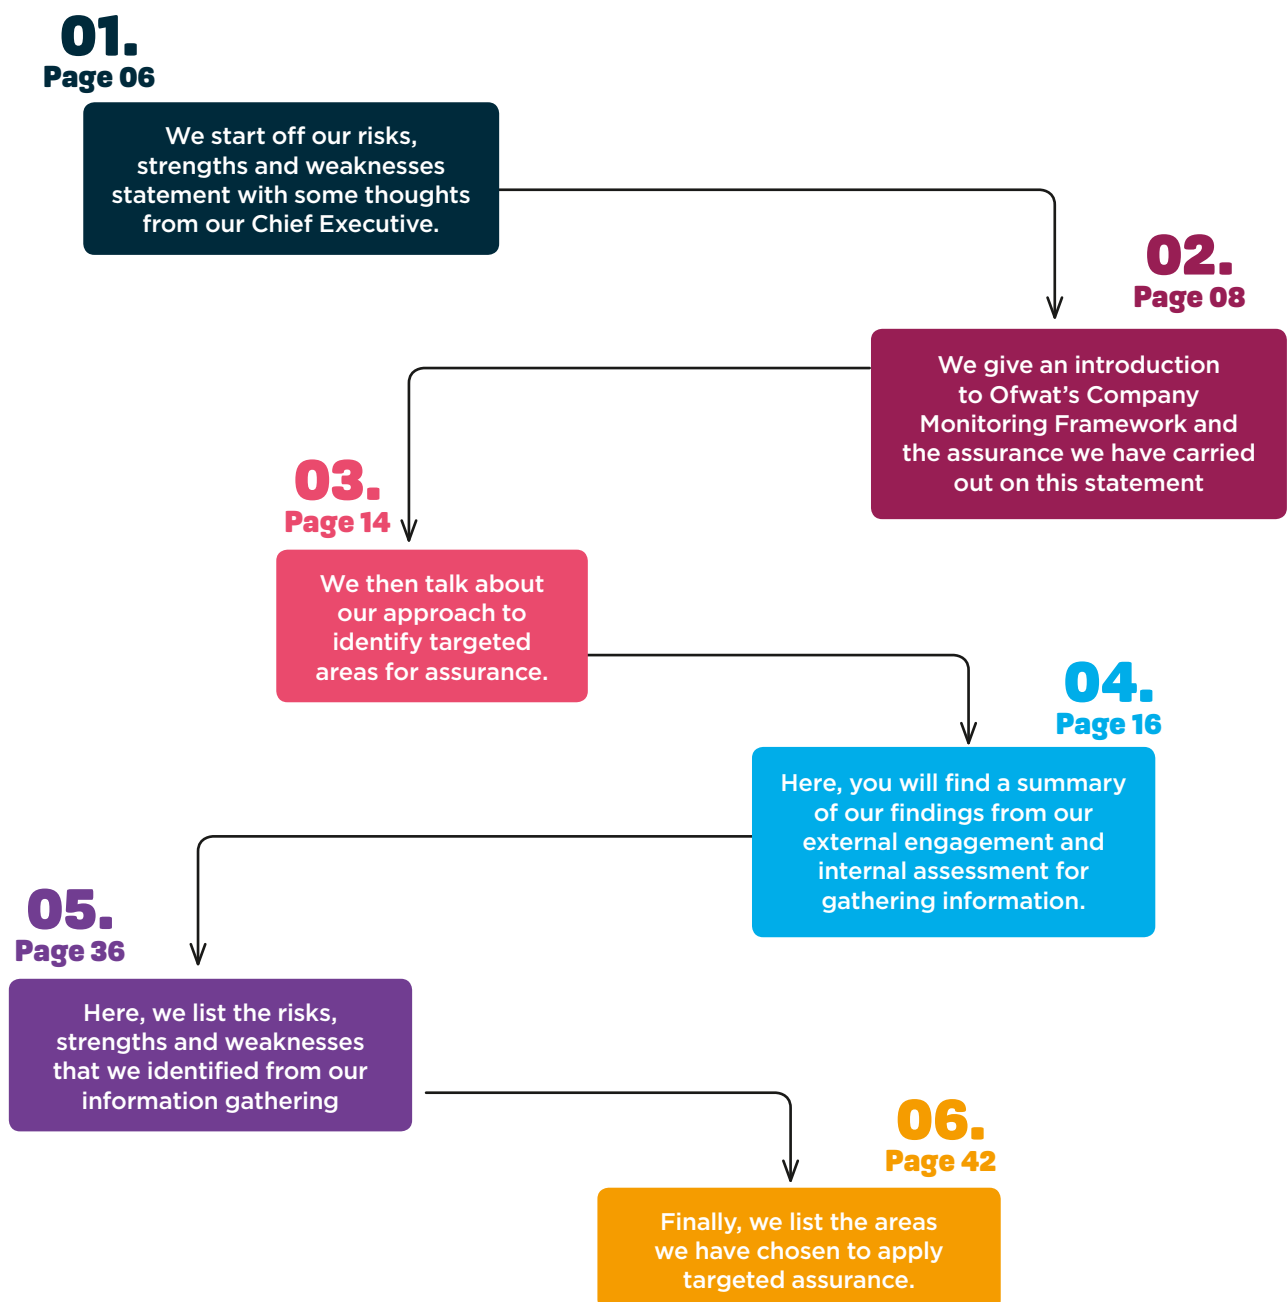 01.
Page 06
We start off our risks,
strengths and weaknesses
statement with some thoughts
from our Chief Executive.
02.
Page 08
We give an introduction
to Ofwat's Company
Monitoring Framework and
the assurance we have carried
out on this statement
03.
Page 14
We then talk about
our approach to
identify targeted
areas for assurance.
04.
Page 16
Here, you will find a summary
of our findings from our
external engagement and
internal assessment for
gathering information.
05.
Page 36
Here, we list the risks,
strengths and weaknesses
that we identified from our
information gathering
06.
Page 42
Finally, we list the areas
we have chosen to apply
targeted assurance.